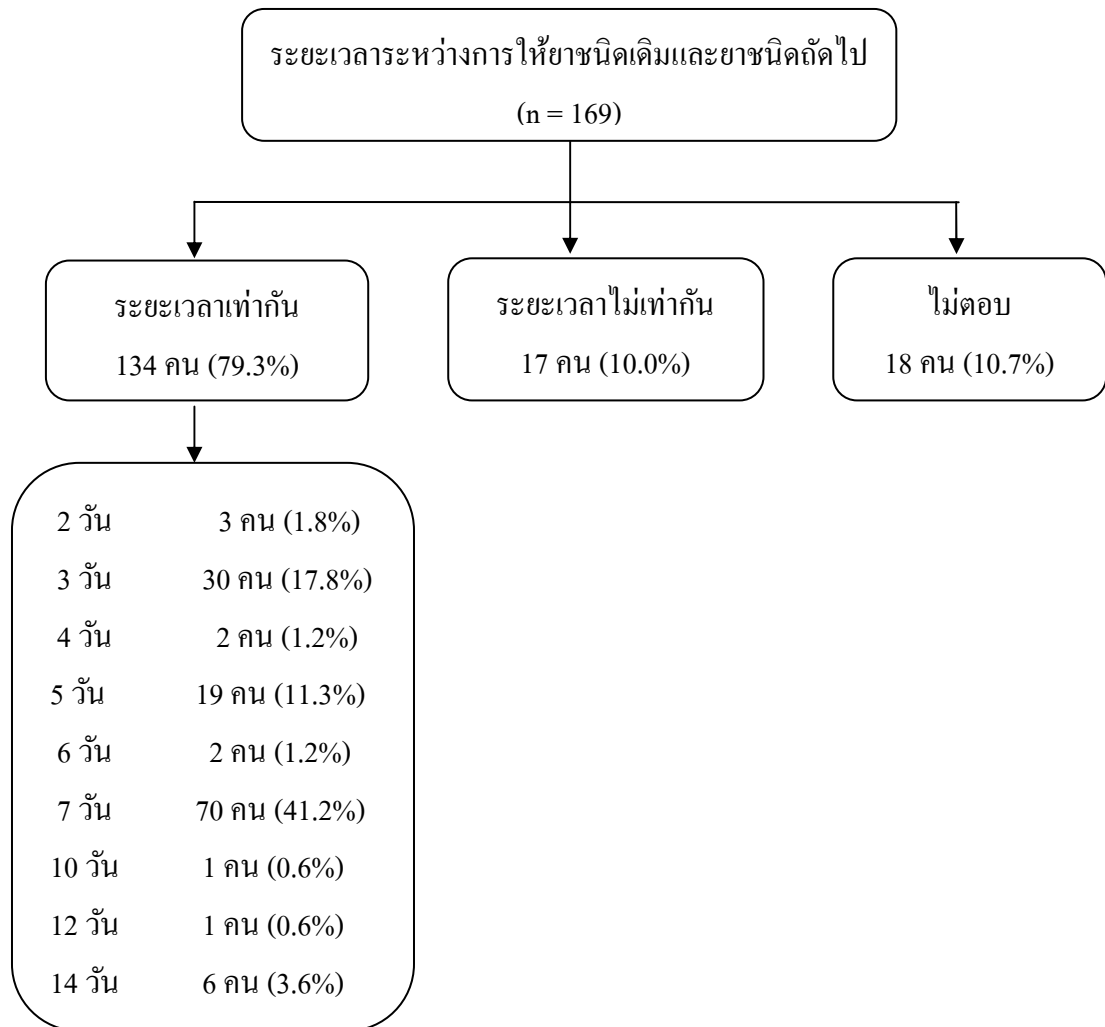 ระยะเวลาระหว่างการให้ยาชนิดเดิมและยาชนิดถัดไป
(n = 169)
ระยะเวลาเท่ากัน
134 คน (79.3%)
ระยะเวลาไม่เท่ากัน
17 คน (10.0%)
ไม่ตอบ
18 คน (10.7%)
2 วัน 3 คน (1.8%)
3 วัน 30 คน (17.8%)
4 วัน 2 คน (1.2%)
5 วัน 19 คน (11.3%)
6 วัน 2 คน (1.2%)
7 วัน 70 คน (41.2%)
10 วัน 1 คน (0.6%)
12 วัน 1 คน (0.6%)
14 วัน 6 คน (3.6%)